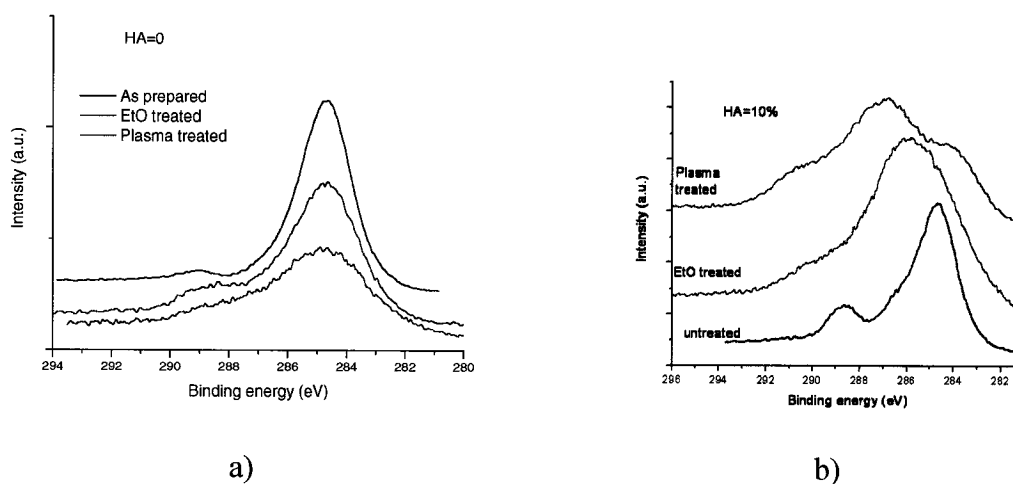 HA=0
As prepared
EtO treated
Plasma treated
Intensity (a.u.)
294 292 290 288 286 284 282 280
Binding energy (eV)
a)
HA=10%
Plasma
treated
EtO treated
untreated
Intensity (a.u.)
296 294 292 290 288 286 284 282
Binding energy (eV)
b)